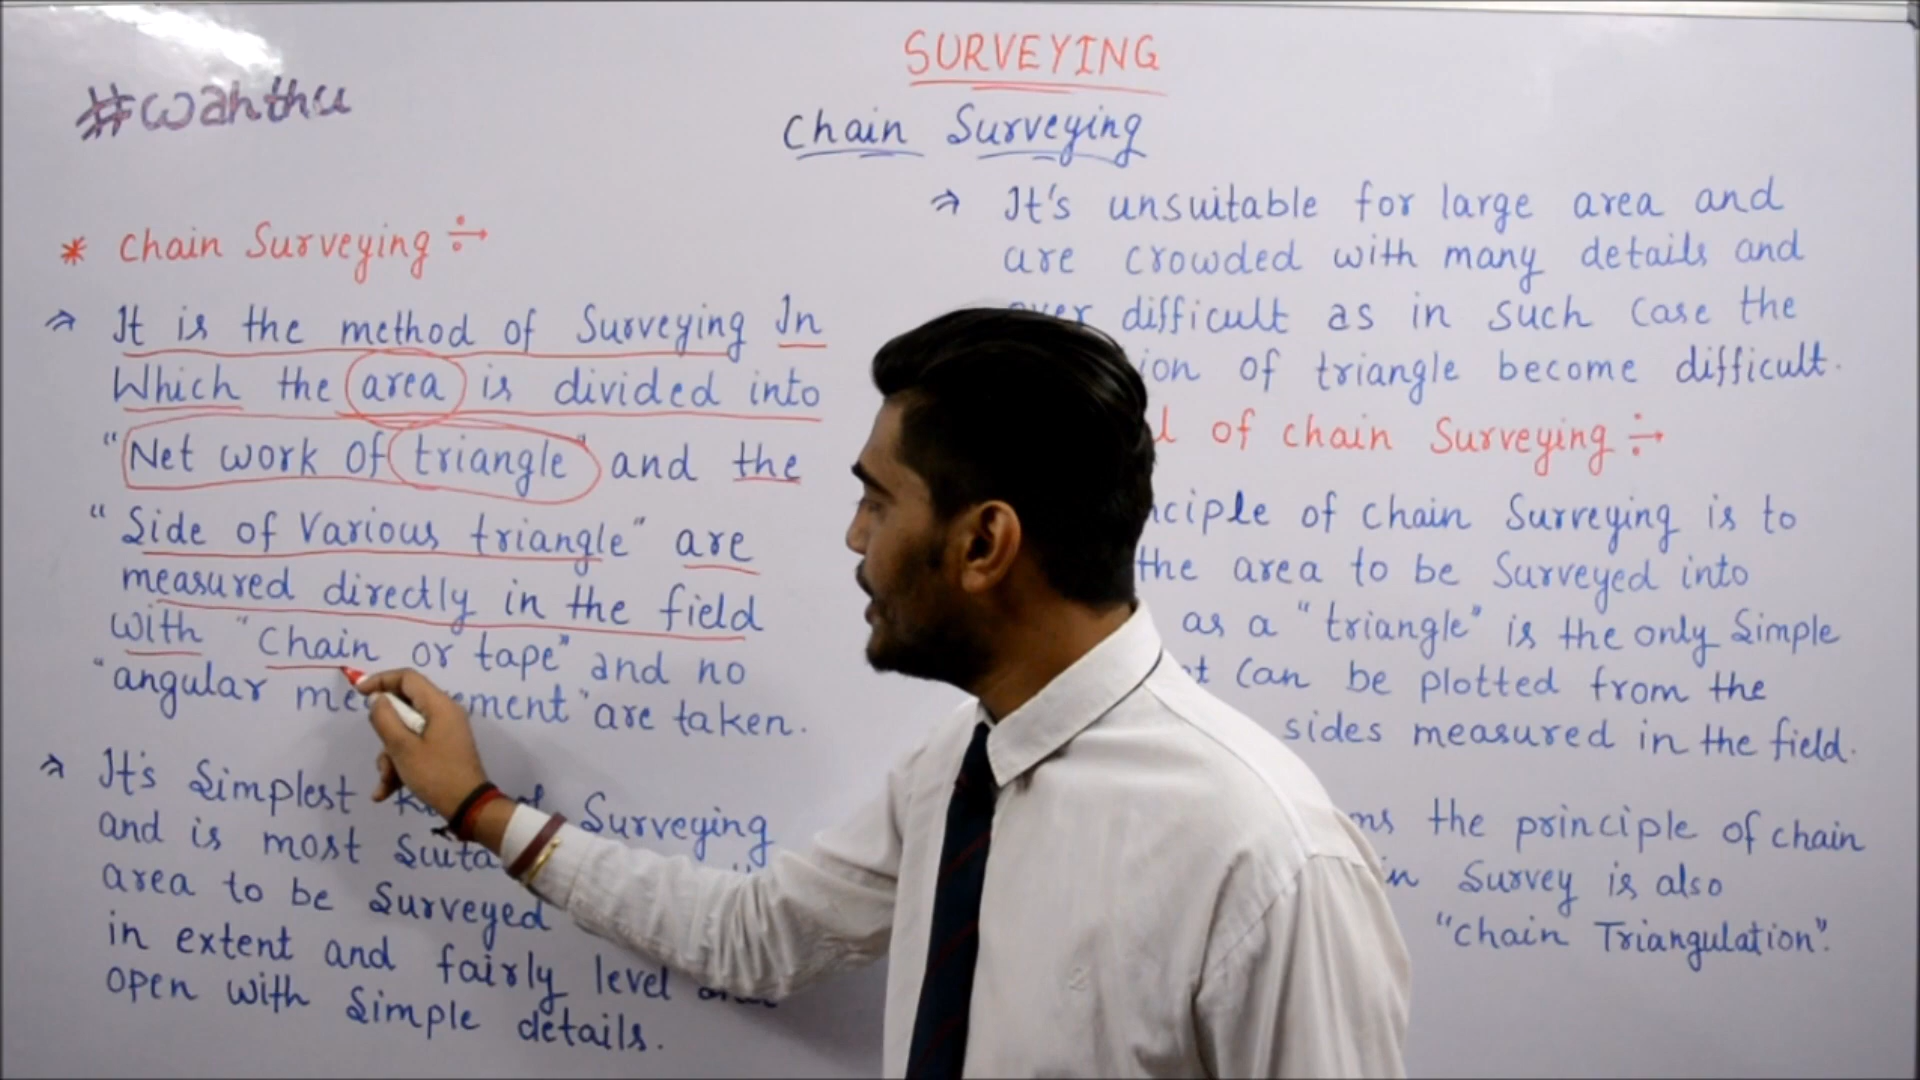 SURVEYING
#wahthu
Chain Surveying
* Chain Surveying ÷→
⇒ It is the method of Surveying In
Which the area is divided into
"Net work of triangle" and the
"Side of Various triangle" are
measured directly in the field
with "Chain or tape" and no
"angular ment" are taken.
⇒ It's Simplest Surveying
and is most
area to be Surveyed
in extent and fairly level
open with Simple details.
⇒ It's unsuitable for large area and
are crowded with many details and
difficult as in such Case the
of triangle become difficult.
of chain Surveying ÷→
of chain Surveying is to
the area to be Surveyed into
as a "triangle" is the only Simple
Can be plotted from the
sides measured in the field.
the principle of chain
Survey is also
"Chain Triangulation".